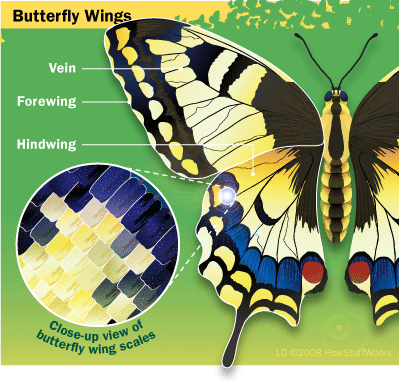 Butterfly Wings
Vein
Forewing
Hindwing
Close-up view of
butterfly wing scales
LD ©2008 HowStuffWorks